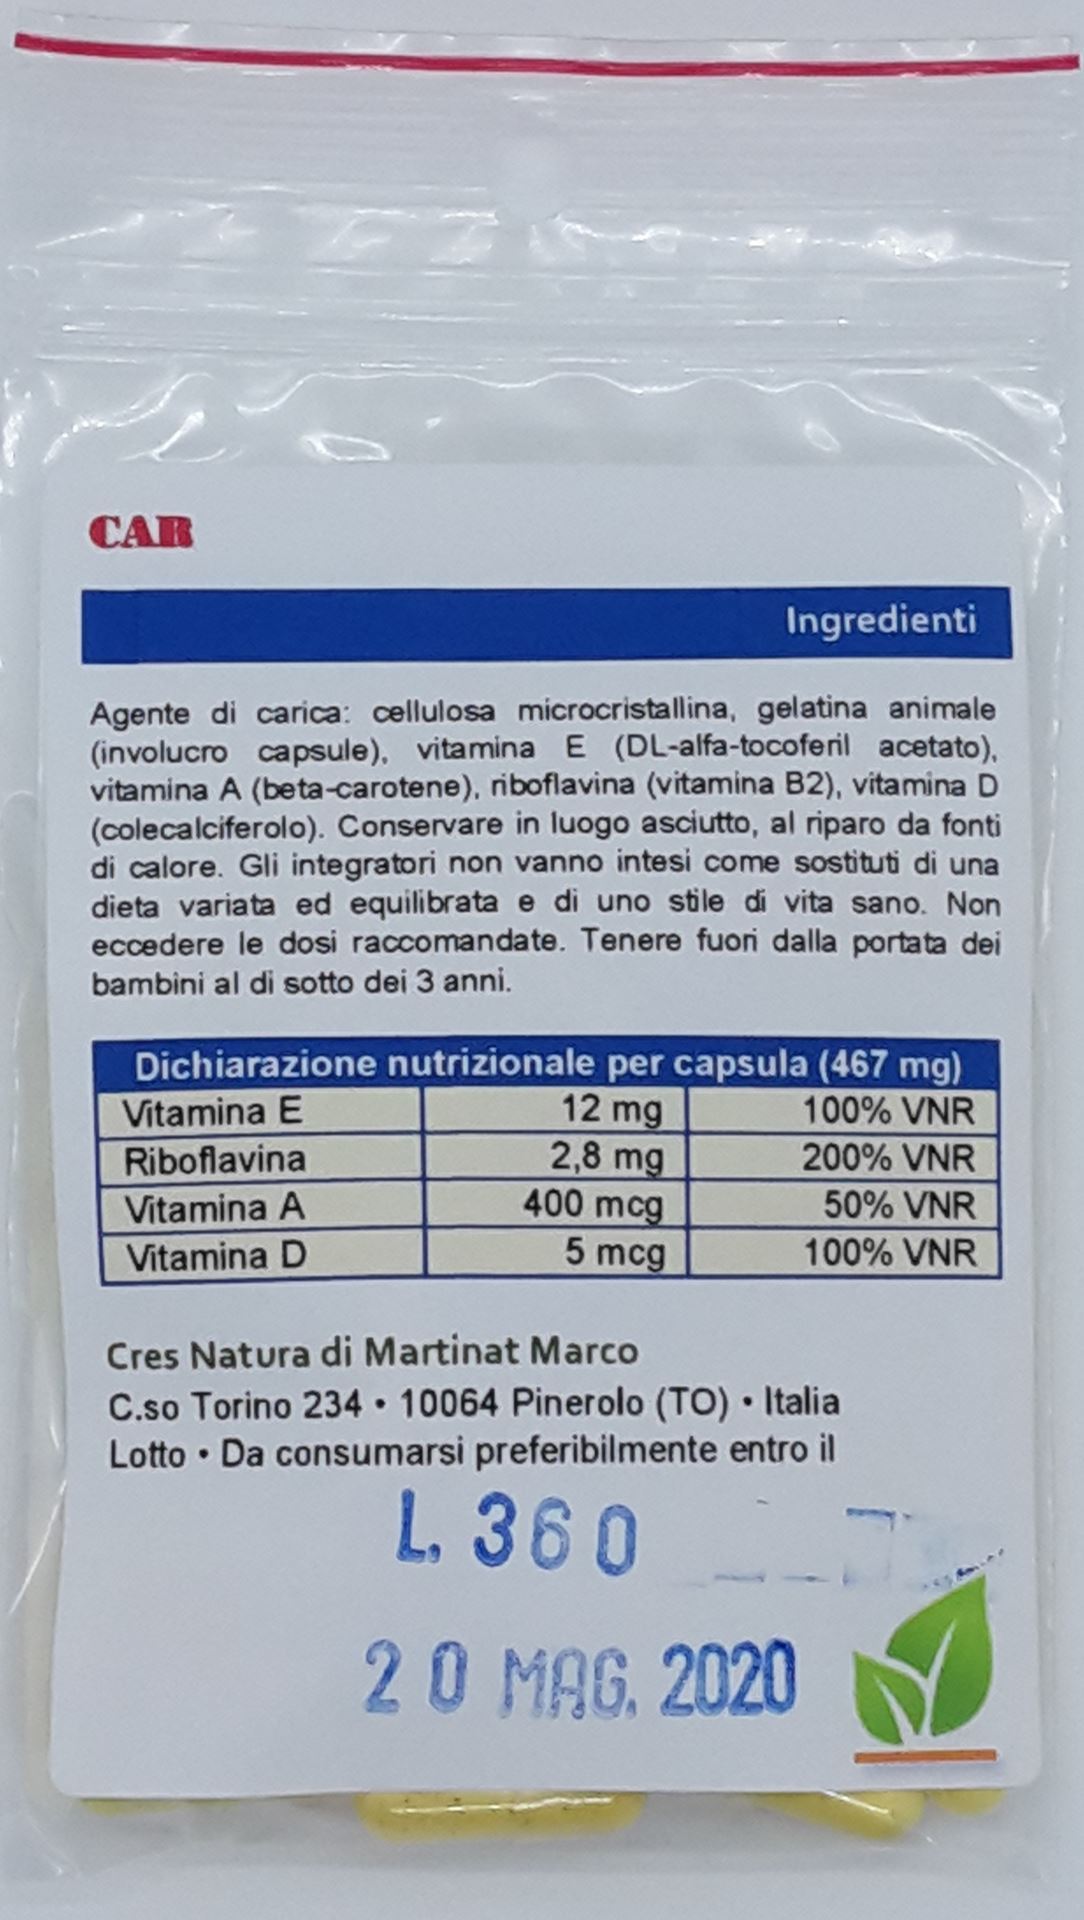 CAR
Ingredienti
Agente di carica: cellulosa microcristallina, gelatina animale
(involucro capsule), vitamina E (DL-alfa-tocoferil acetato),
vitamina A (beta-carotene), riboflavina (vitamina B2), vitamina D
(colecalciferolo). Conservare in luogo asciutto, al riparo da fonti
di calore. Gli integratori non vanno intesi come sostituti di una
dieta variata ed equilibrata e di uno stile di vita sano. Non
eccedere le dosi raccomandate. Tenere fuori dalla portata dei
bambini al di sotto dei 3 anni.
Dichiarazione nutrizionale per capsula (467 mg)
Vitamina E 12 mg 100% VNR
Riboflavina 2,8 mg 200% VNR
Vitamina A 400 mcg 50% VNR
Vitamina D 5 mcg 100% VNR
Cres Natura di Martinat Marco
C.so Torino 234 • 10064 Pinerolo (TO) • Italia
Lotto • Da consumarsi preferibilmente entro il
L. 360
20 MAG. 2020